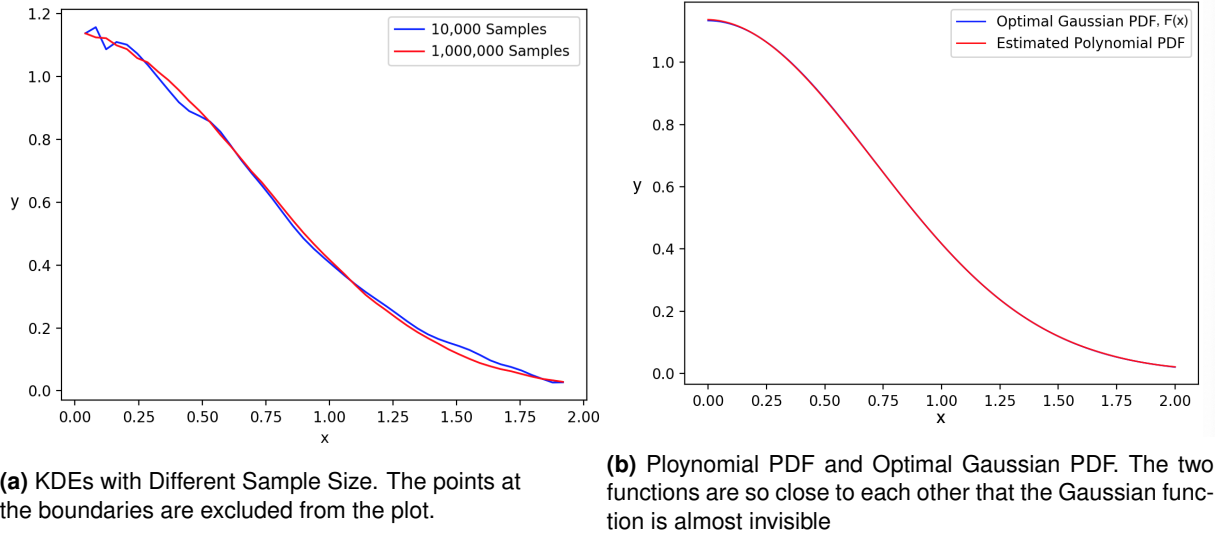 1.2
1.0
0.8
y 0.6
0.4
0.2
0.0
0.00 0.25 0.50 0.75 1.00 1.25 1.50 1.75 2.00
x
10,000 Samples
1,000,000 Samples
(a) KDEs with Different Sample Size. The points at
the boundaries are excluded from the plot.
1.0
0.8
y 0.6
0.4
0.2
0.0
0.00 0.25 0.50 0.75 1.00 1.25 1.50 1.75 2.00
x
Optimal Gaussian PDF, F(x)
Estimated Polynomial PDF
(b) Ploynomial PDF and Optimal Gaussian PDF. The two
functions are so close to each other that the Gaussian func-
tion is almost invisible